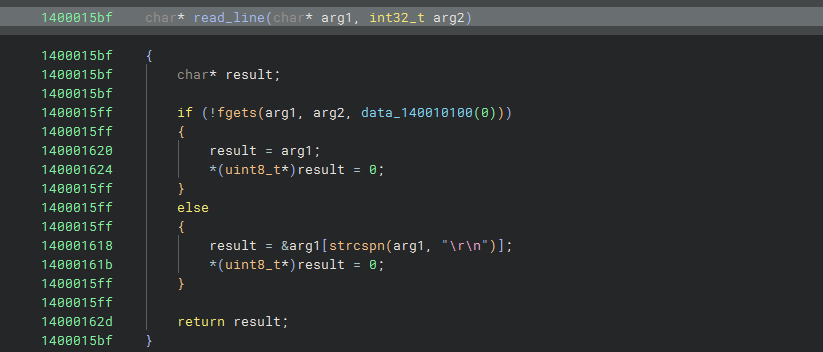 1400015bf    char* read_line(char* arg1, int32_t arg2)
1400015bf    {
1400015bf        char* result;
1400015bf
1400015ff        if (!fgets(arg1, arg2, data_140010100(0)))
1400015ff        {
140001620            result = arg1;
140001624            *(uint8_t*)result = 0;
1400015ff        }
1400015ff        else
1400015ff        {
140001618            result = &arg1[strcspn(arg1, "\r\n")];
14000161b            *(uint8_t*)result = 0;
1400015ff        }
1400015ff
14000162d        return result;
1400015bf    }